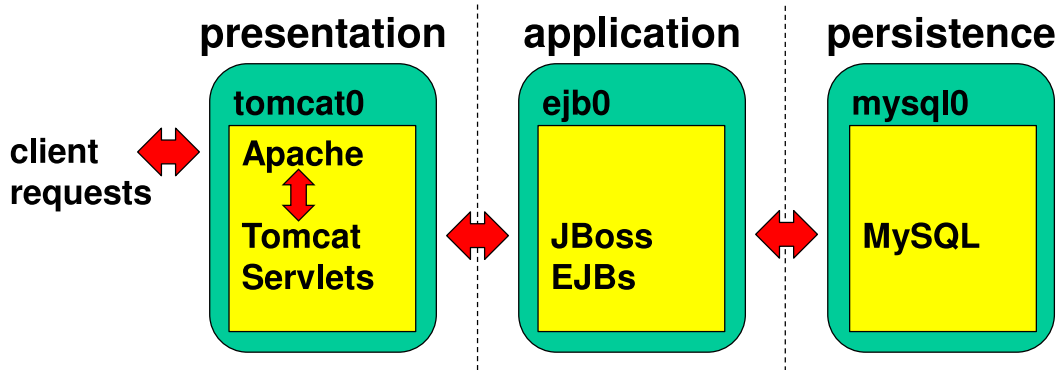 presentation
application
persistence
tomcat0
ejb0
mysql0
client
requests
Apache
Tomcat
Servlets
JBoss
EJBs
MySQL